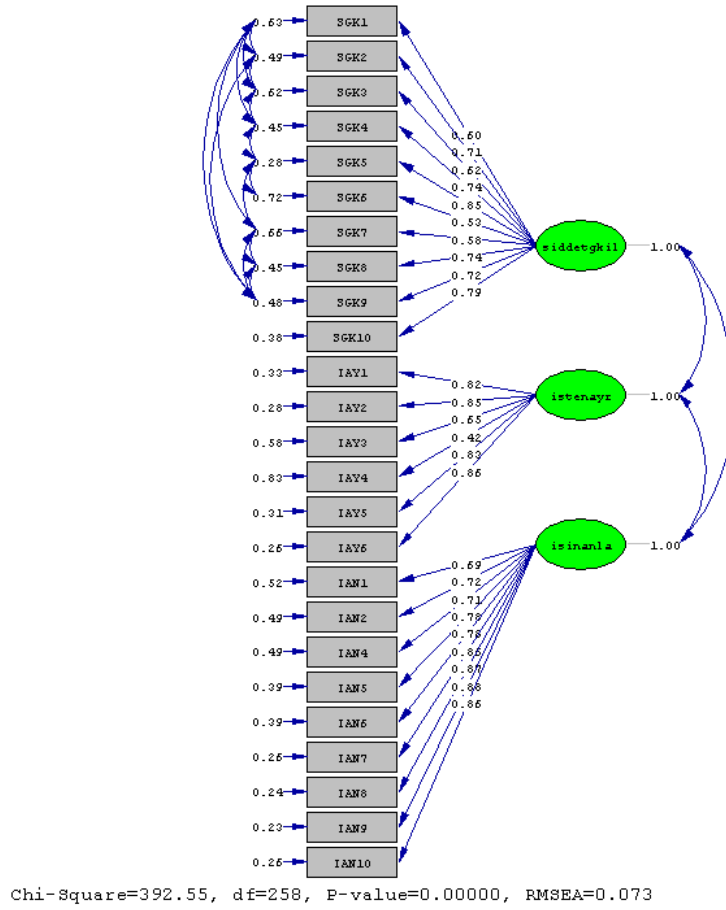 0.63 SGK1
0.49 SGK2
0.62 SGK3
0.45 SGK4
0.28 SGK5
0.72 SGK6
0.66 SGK7
0.45 SGK8
0.48 SGK9
0.38 SGK10
0.33 IAY1
0.28 IAY2
0.58 IAY3
0.83 IAY4
0.31 IAY5
0.26 IAY6
0.52 IAN1
0.49 IAN2
0.49 IAN4
0.39 IAN5
0.39 IAN6
0.26 IAN7
0.24 IAN8
0.23 IAN9
0.26 IAN10
0.60
0.71
0.62
0.74
0.85
0.53
0.58
0.74
0.72
0.79
0.82
0.85
0.65
0.42
0.83
0.86
0.69
0.72
0.71
0.78
0.78
0.86
0.87
0.88
0.86
siddetgkil 1.00
istenayr 1.00
isinanla 1.00
Chi-Square=392.55, df=258, P-value=0.00000, RMSEA=0.073